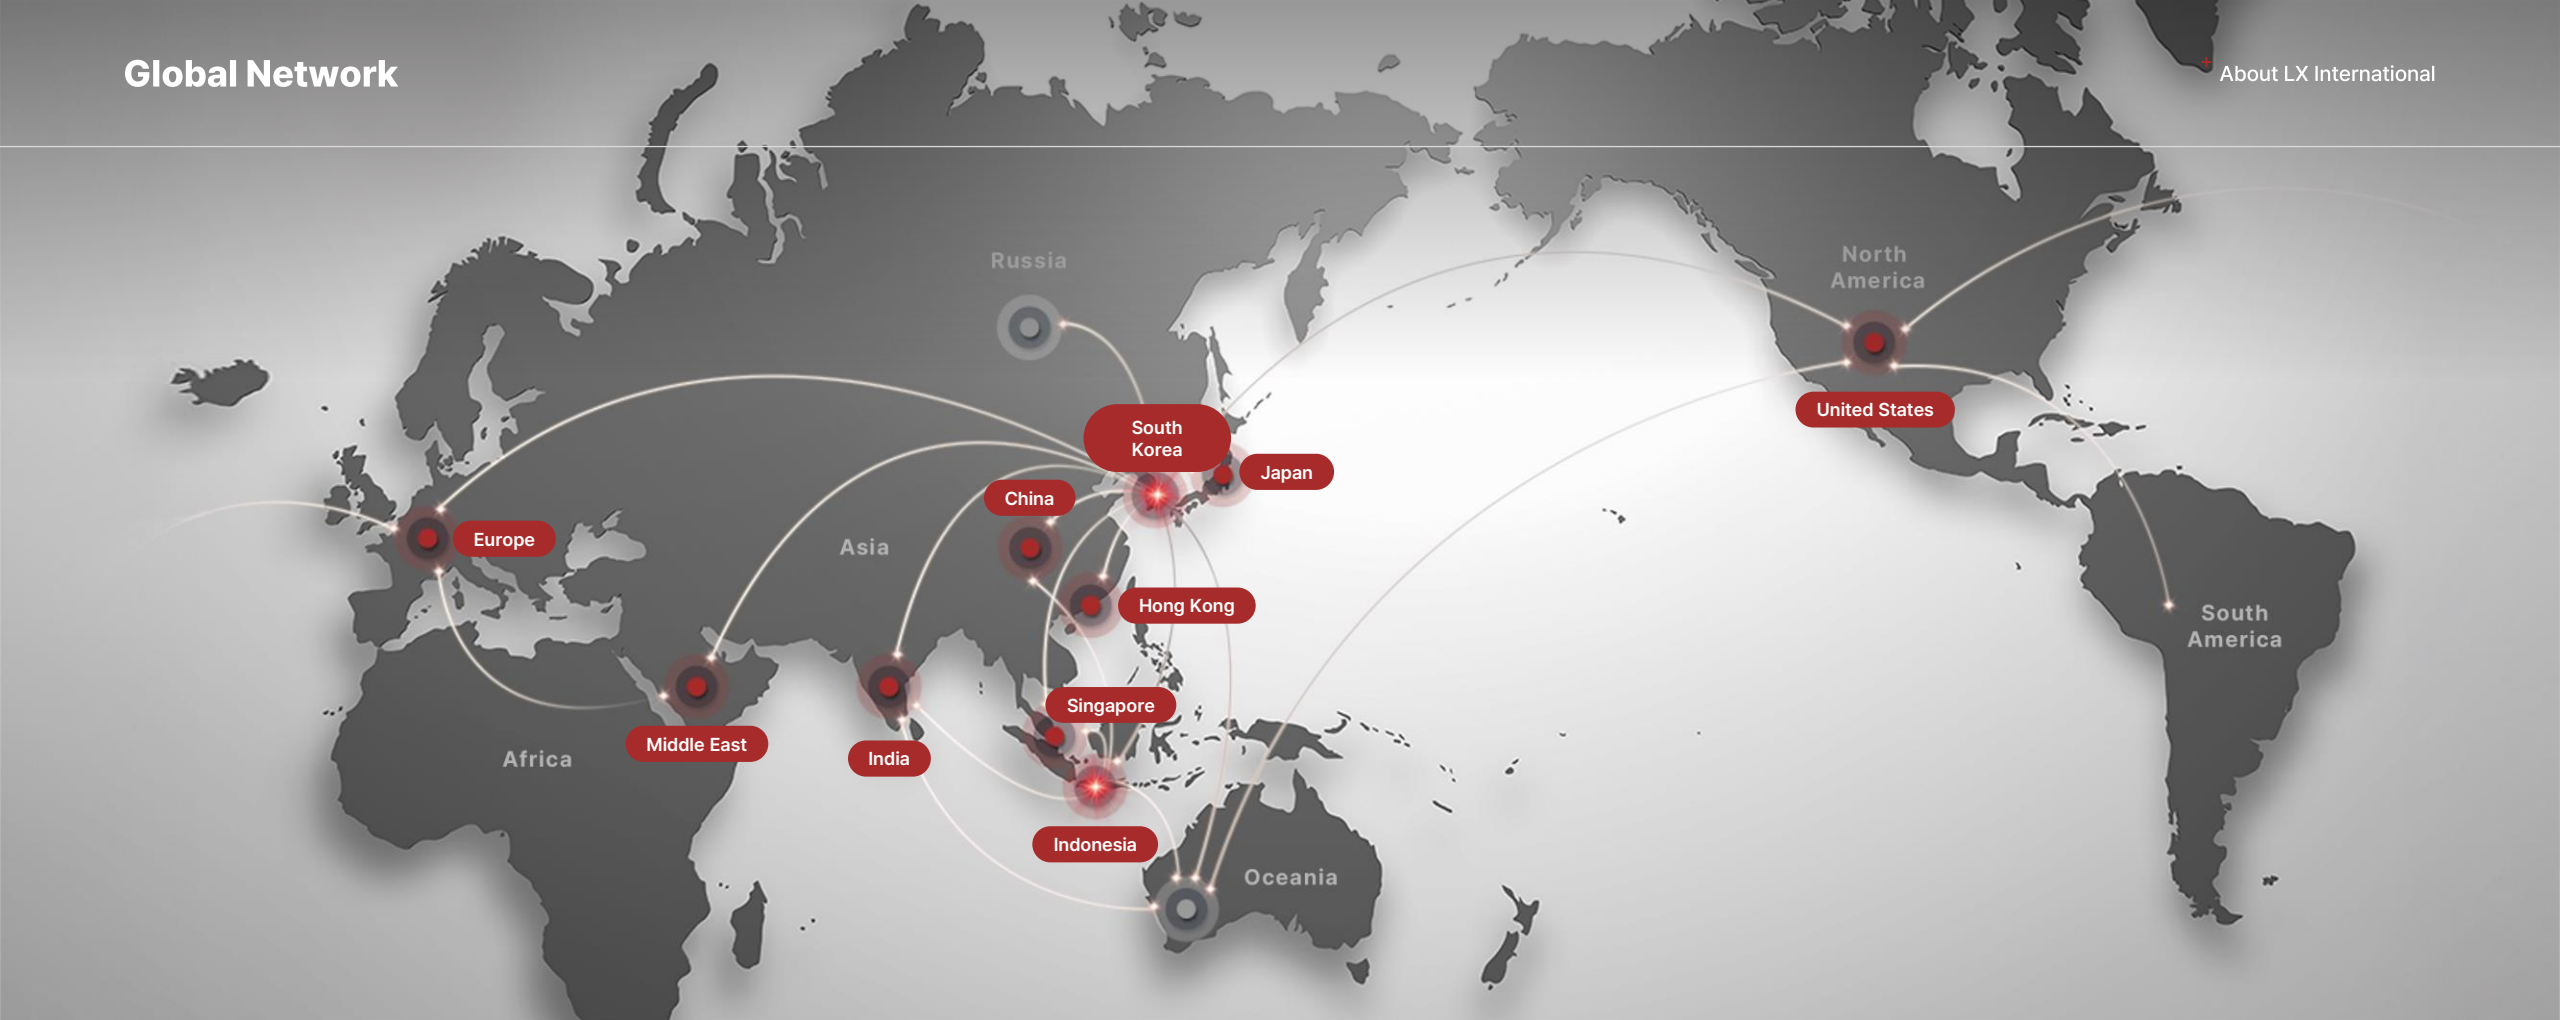 Global Network
About LX International
Russia
North
America
United States
South
Korea
Japan
China
Europe
Asia
Hong Kong
South
America
Singapore
Middle East
India
Africa
Indonesia
Oceania